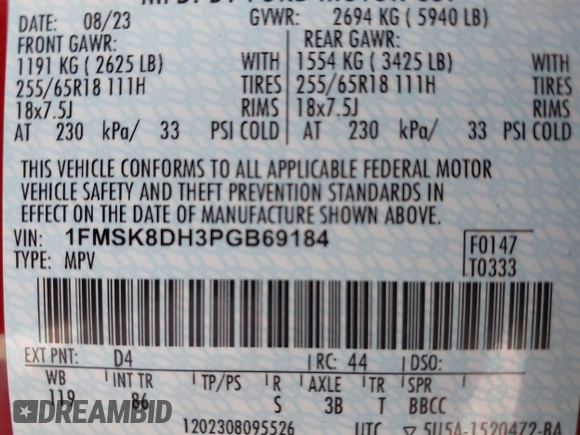 MFD. BY FORD MOTOR CO.
DATE: 08/23 GVWR: 2694 KG ( 5940 LB)
FRONT GAWR: REAR GAWR:
1191 KG ( 2625 LB) WITH 1554 KG ( 3425 LB) WITH
255/65R18 111H TIRES 255/65R18 111H TIRES
18x7.5J RIMS 18x7.5J RIMS
AT 230 kPa/ 33 PSI COLD AT 230 kPa/ 33 PSI COLD
THIS VEHICLE CONFORMS TO ALL APPLICABLE FEDERAL MOTOR
VEHICLE SAFETY AND THEFT PREVENTION STANDARDS IN
EFFECT ON THE DATE OF MANUFACTURE SHOWN ABOVE.
VIN: 1FMSK8DH3PGB69184 F0147
TYPE: MPV T0333
EXT PNT: D4 RC: 44 DSO:
WB INT TR TP/PS R AXLE TR SPR
119 86 S 3B T BBCC
DREAMBID
1202308095526 UTC 5U5A-1520472-BA